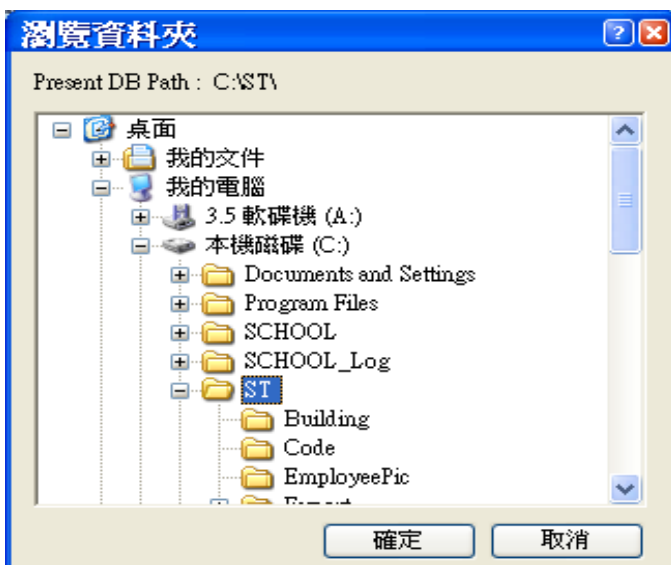 瀏覽資料夾
Present DB Path : C:\ST\
桌面
我的文件
我的電腦
3.5 軟碟機 (A:)
本機磁碟 (C:)
Documents and Settings
Program Files
SCHOOL
SCHOOL_Log
ST
Building
Code
EmployeePic
確定 取消